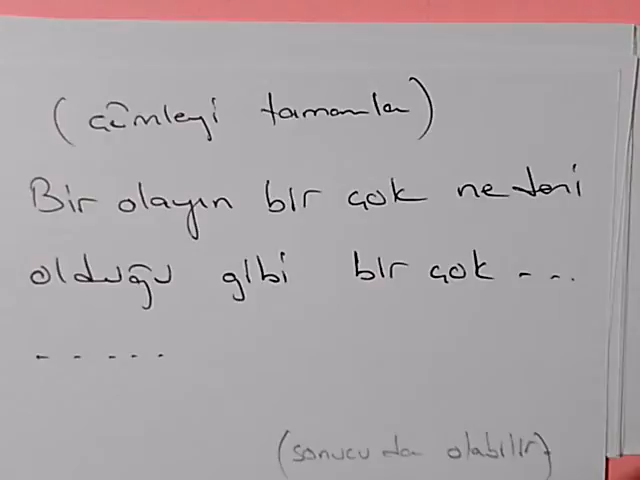 (cümleyi tamamla)
Bir olayın bir çok nedeni
olduğu gibi bir çok - - -
- - - - -
(sonucu da olabilir)